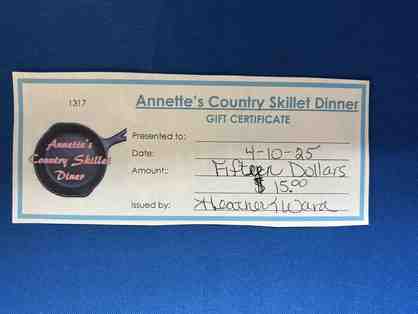 1317
Annette's Country Skillet Dinner
GIFT CERTIFICATE
Annette's
Country Skillet
Diner
Presented to:
Date: 4-10-25
Amount:: Fifteen Dollars
$ 15.00
Issued by: Heather Ward